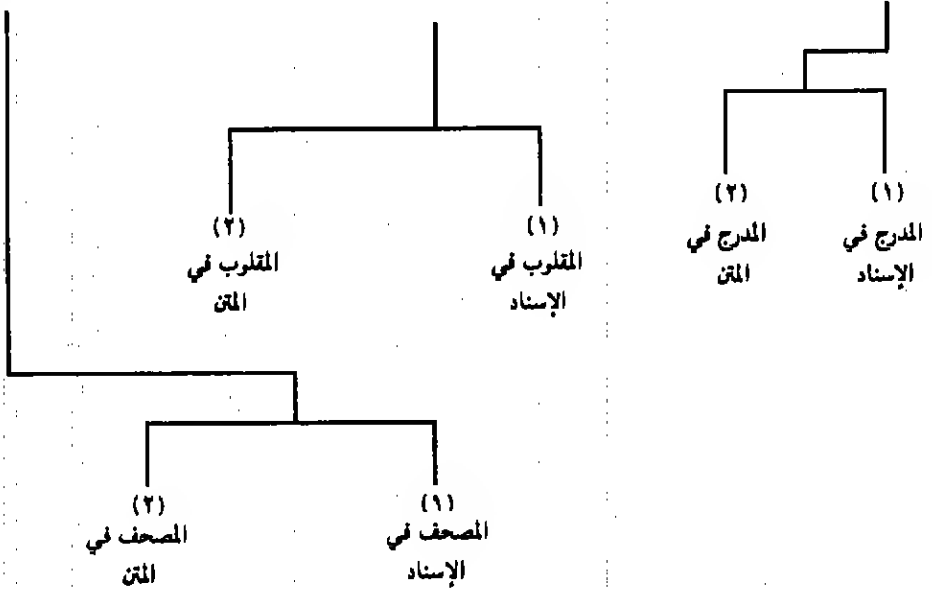 (١)
المدرج في
الإسناد
(٢)
المدرج في
المتن
(١)
المقلوب في
الإسناد
(٢)
المقلوب في
المتن
(١)
المصحف في
الإسناد
(٢)
المصحف في
المتن